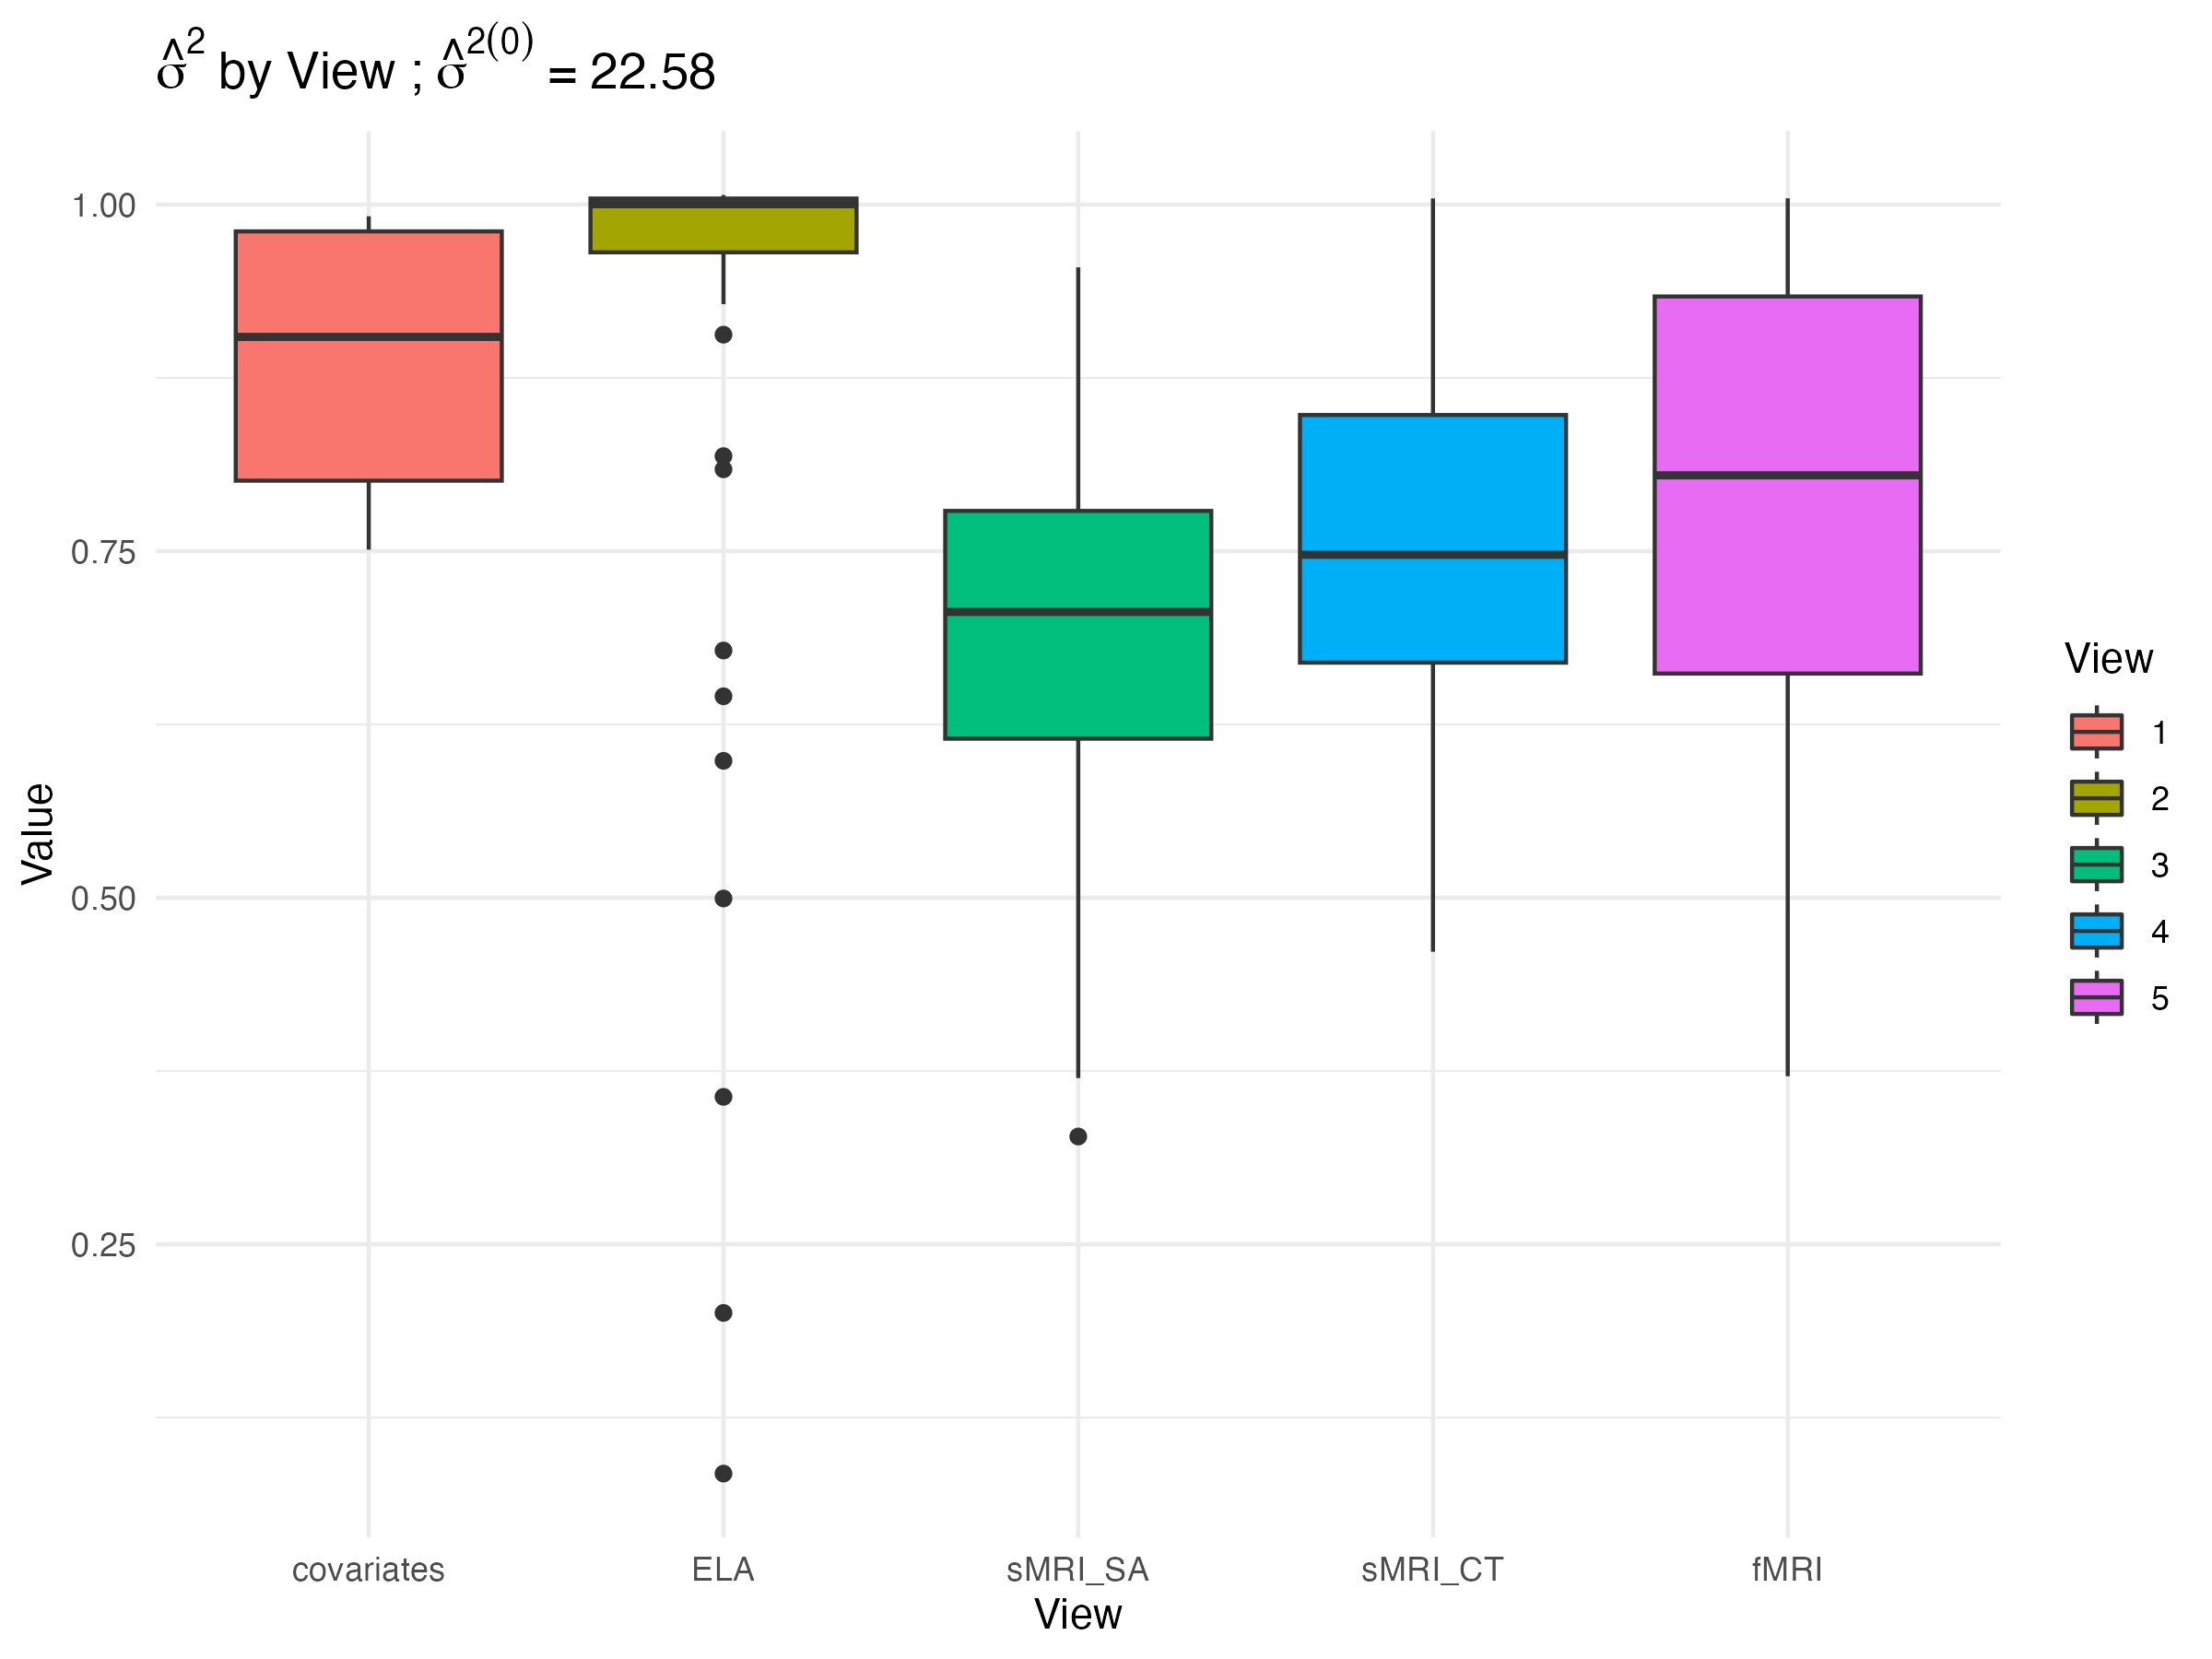 σ̂² by View ; σ̂²⁽⁰⁾ = 22.58
Value
1.00
0.75
0.50
0.25
covariates ELA sMRI_SA sMRI_CT fMRI
View
View
1
2
3
4
5